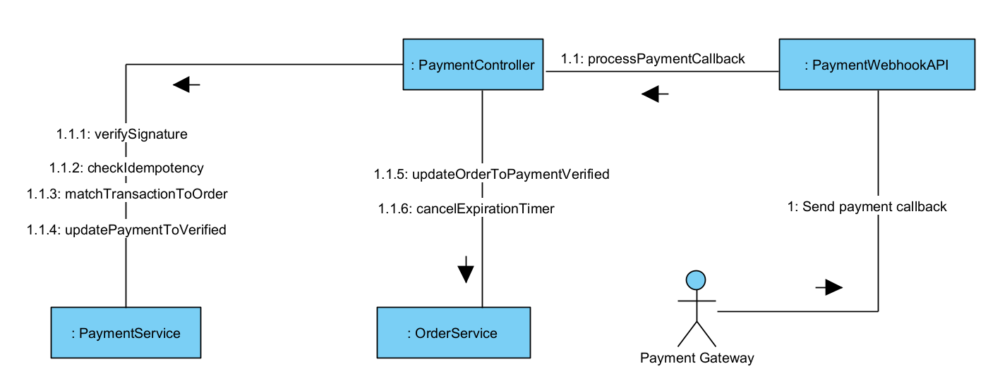 : PaymentController
1.1: processPaymentCallback
: PaymentWebhookAPI
1.1.1: verifySignature
1.1.2: checkIdempotency
1.1.3: matchTransactionToOrder
1.1.4: updatePaymentToVerified
1.1.5: updateOrderToPaymentVerified
1.1.6: cancelExpirationTimer
1: Send payment callback
: PaymentService
: OrderService
Payment Gateway